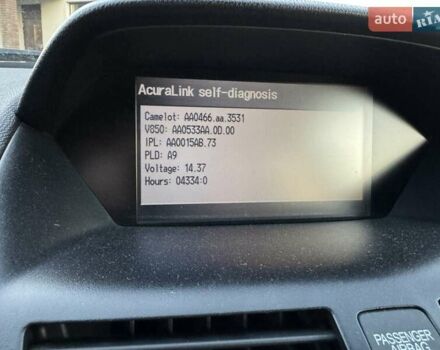 auto RIA
AcuraLink self-diagnosis
Camelot: AA0466.aa.3531
V850: AA0533AA.0D.00
IPL: AA0015AB.73
PLD: A9
Voltage: 14.37
Hours: 04334:0
PASSENGER
AIRBAG